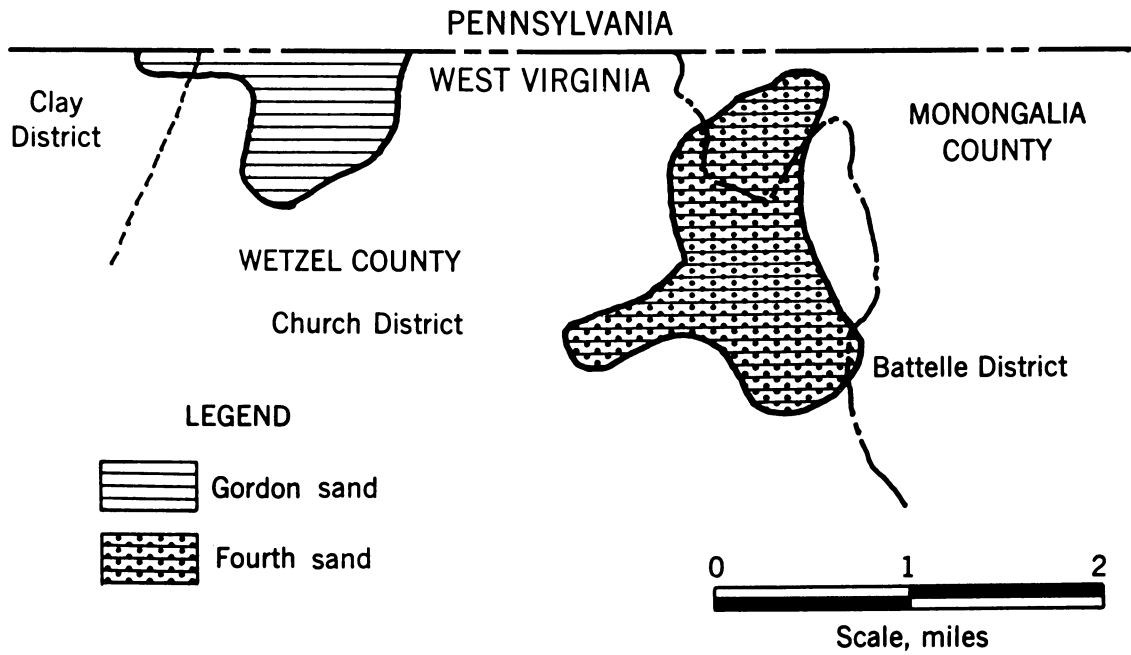 PENNSYLVANIA
WEST VIRGINIA
Clay
District
MONONGALIA
COUNTY
WETZEL COUNTY
Church District
Battelle District
LEGEND
Gordon sand
Fourth sand
0 1 2
Scale, miles